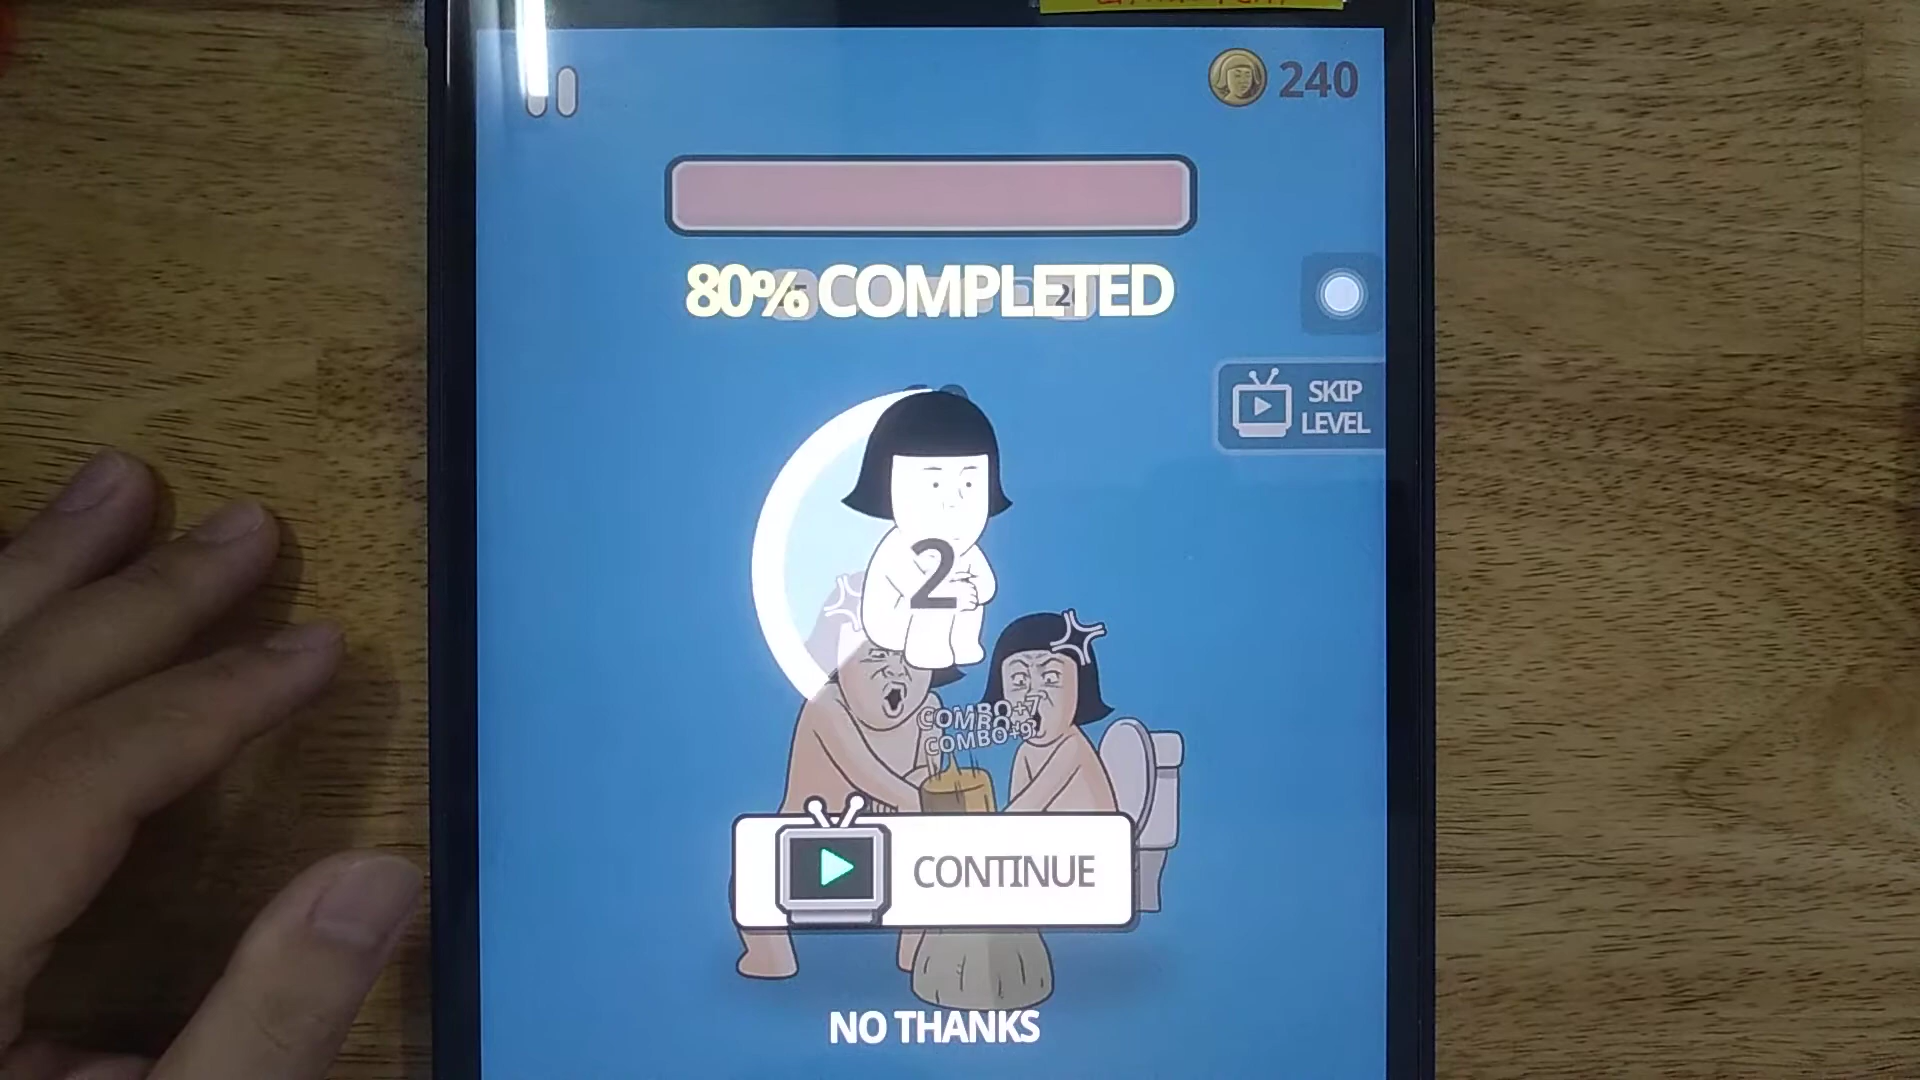 240
80% COMPLETED
SKIP
LEVEL
2
COMBO+7
COMBO+9
CONTINUE
NO THANKS